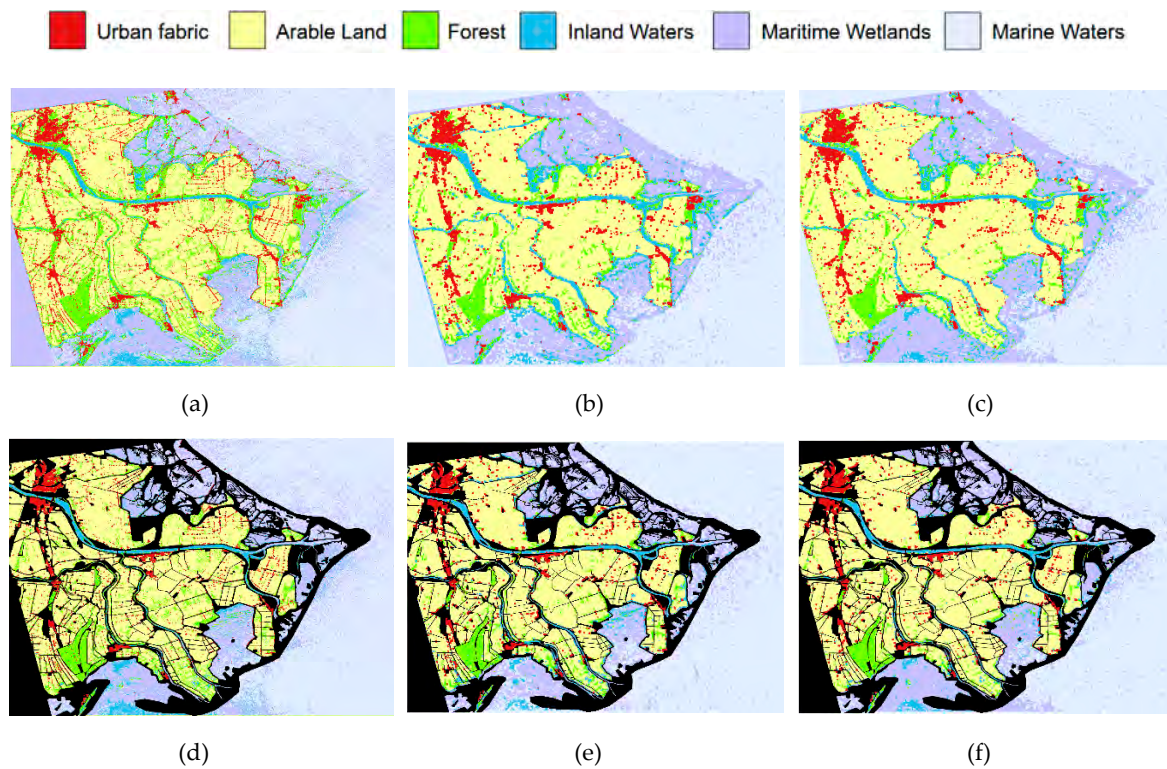 Urban fabric Arable Land Forest Inland Waters Maritime Wetlands Marine Waters
(a) (b) (c)
(d) (e) (f)